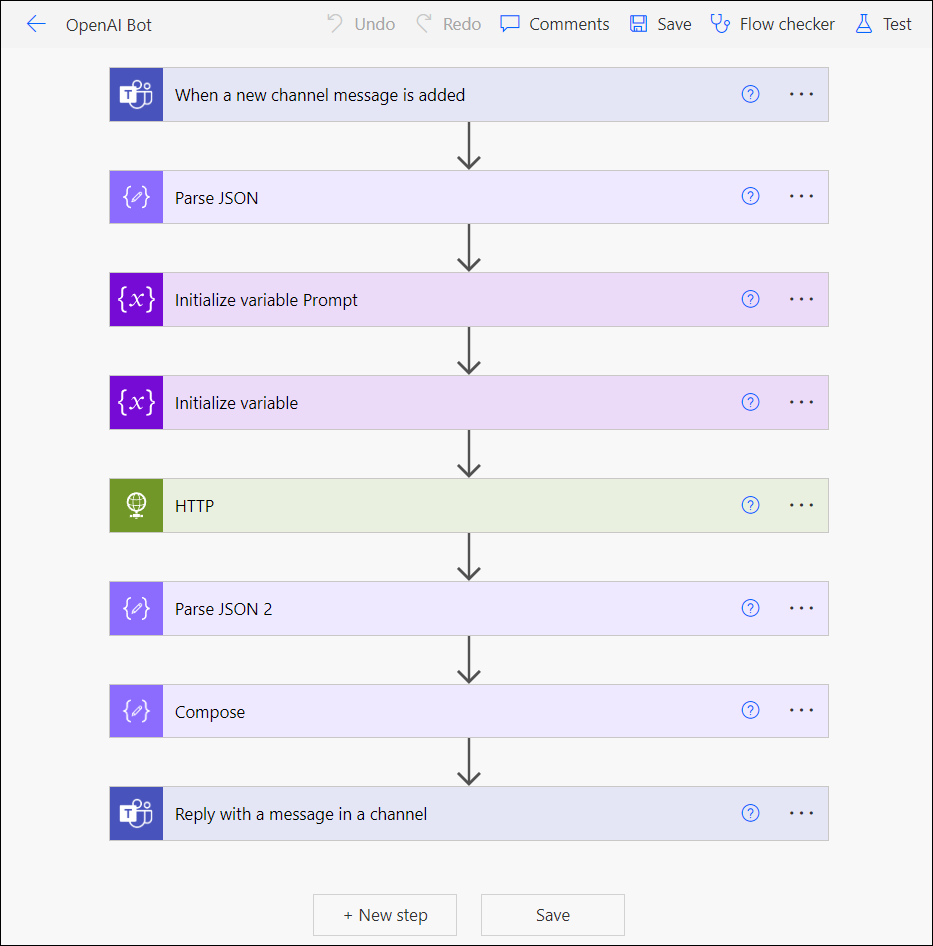 OpenAI Bot Undo Redo Comments Save Flow checker Test
When a new channel message is added ? ...
Parse JSON ? ...
{x} Initialize variable Prompt ? ...
{x} Initialize variable ? ...
HTTP ? ...
Parse JSON 2 ? ...
Compose ? ...
Reply with a message in a channel ? ...
+ New step Save